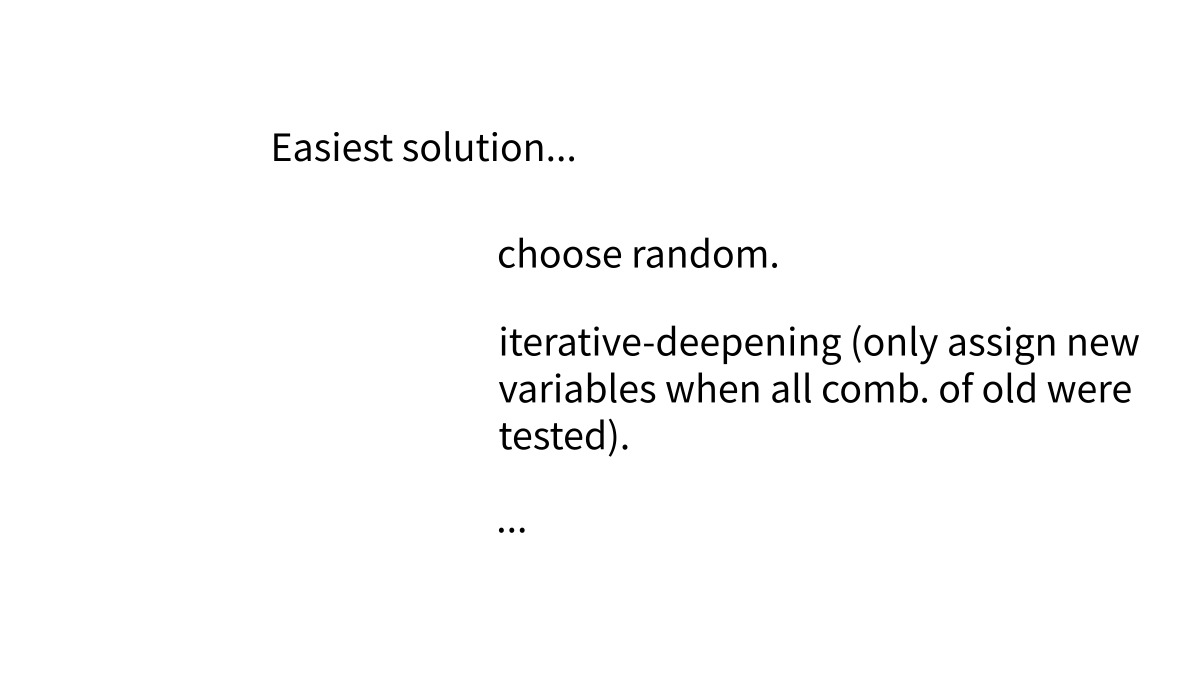 Easiest solution...
choose random.
iterative-deepening (only assign new
variables when all comb. of old were
tested).
...